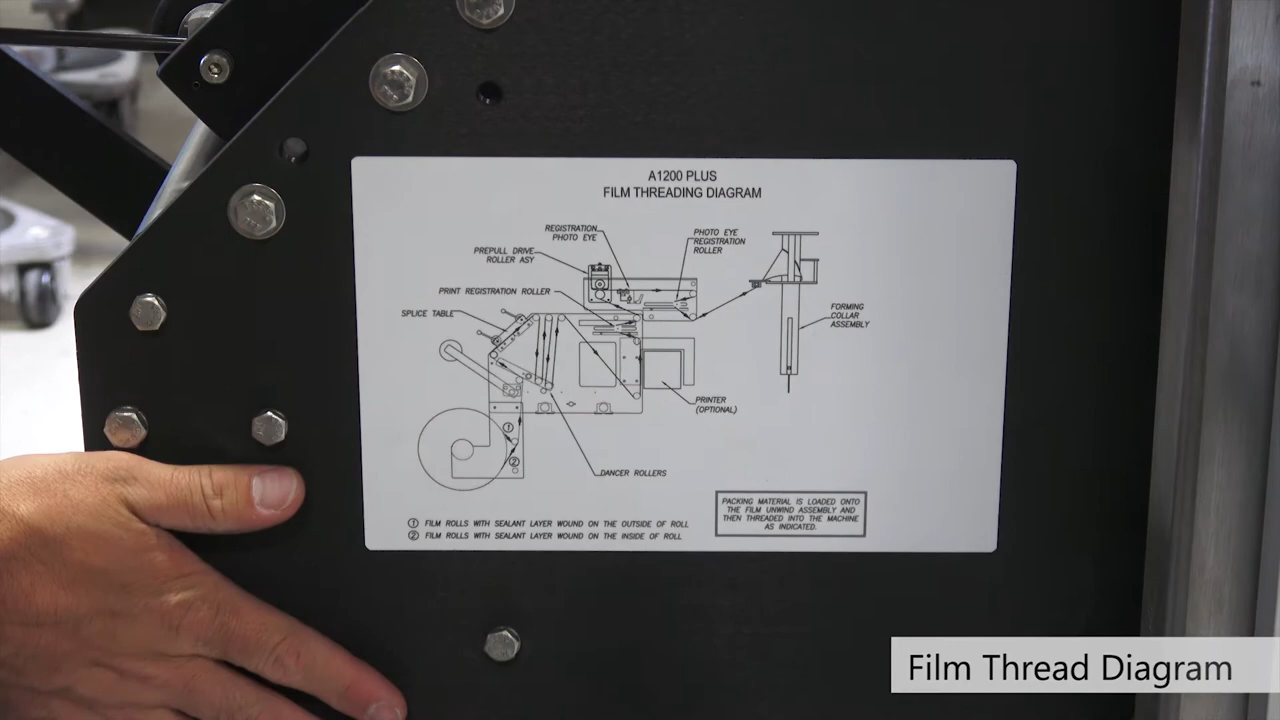 A1200 PLUS
FILM THREADING DIAGRAM
REGISTRATION
PHOTO EYE
PHOTO EYE
REGISTRATION
ROLLER
PREPULL DRIVE
ROLLER ASY
PRINT REGISTRATION ROLLER
SPLICE TABLE
FORMING
COLLAR
ASSEMBLY
PRINTER
(OPTIONAL)
1
2
DANCER ROLLERS
1 FILM ROLLS WITH SEALANT LAYER WOUND ON THE OUTSIDE OF ROLL
2 FILM ROLLS WITH SEALANT LAYER WOUND ON THE INSIDE OF ROLL
PACKING MATERIAL IS LOADED ONTO
THE FILM UNWIND ASSEMBLY AND
THEN THREADED INTO THE MACHINE
AS INDICATED.
Film Thread Diagram